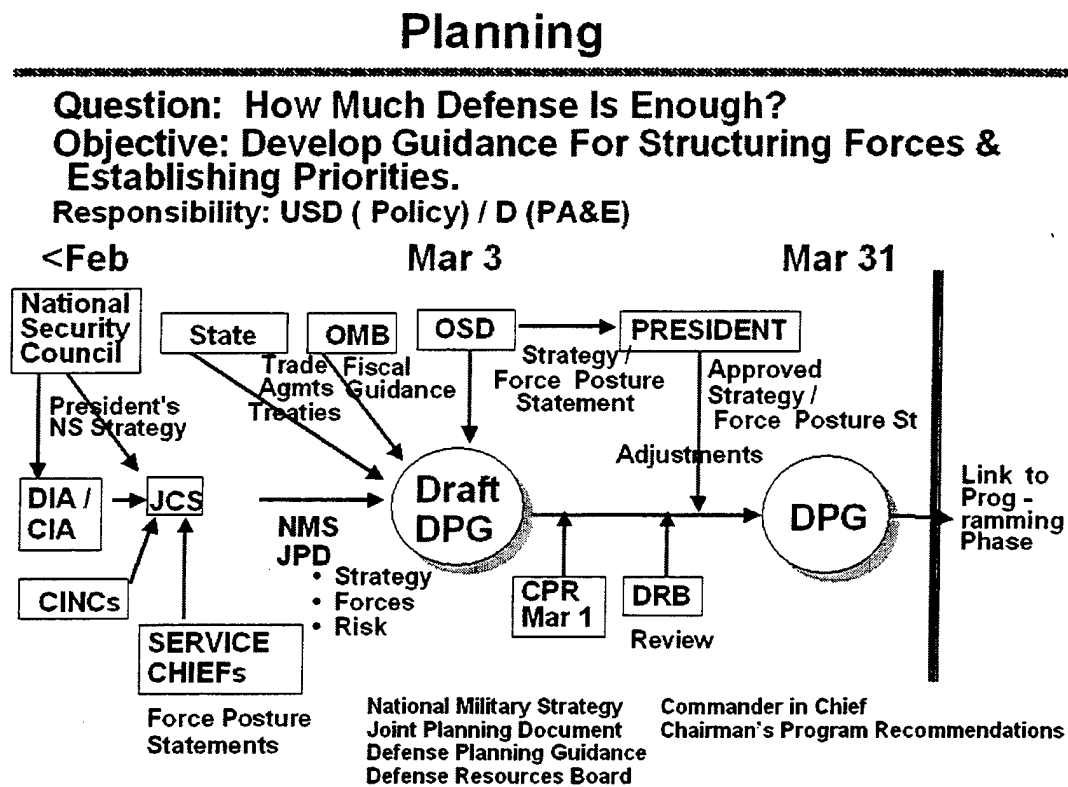 Planning
Question: How Much Defense Is Enough?
Objective: Develop Guidance For Structuring Forces &
Establishing Priorities.
Responsibility: USD ( Policy) / D (PA&E)
<Feb
Mar 3
Mar 31
National
Security
Council
State
OMB
OSD
PRESIDENT
Trade
Agmts
Treaties
Fiscal
Guidance
Strategy /
Force Posture
Statement
Approved
Strategy /
Force Posture St
President's
NS Strategy
Adjustments
DIA /
CIA
JCS
NMS
JPD
• Strategy
• Forces
• Risk
Draft
DPG
DPG
Link to
Prog -
ramming
Phase
CINCs
CPR
Mar 1
DRB
Review
SERVICE
CHIEFs
Force Posture
Statements
National Military Strategy
Joint Planning Document
Defense Planning Guidance
Defense Resources Board
Commander in Chief
Chairman's Program Recommendations